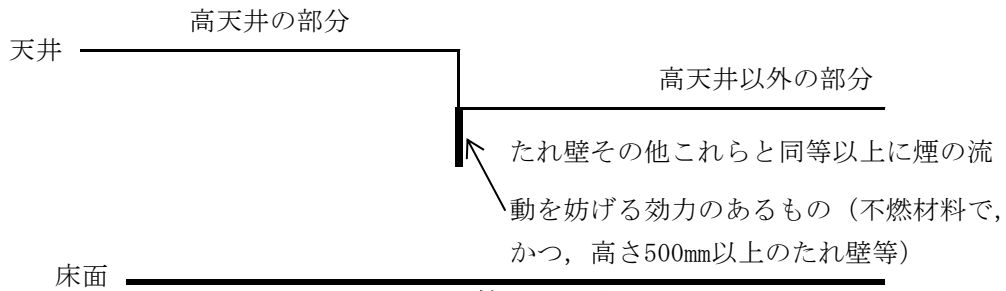 高天井の部分
天井
高天井以外の部分
たれ壁その他これらと同等以上に煙の流
動を妨げる効力のあるもの（不燃材料で，
かつ，高さ500㎜以上のたれ壁等）
床面